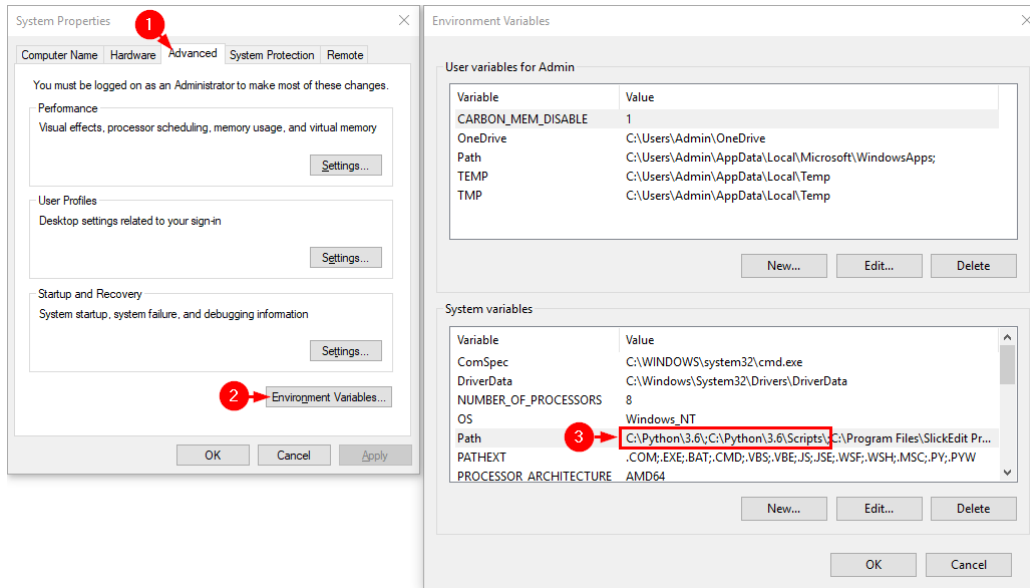 System Properties
1
Computer Name Hardware Advanced System Protection Remote
You must be logged on as an Administrator to make most of these changes.
Performance
Visual effects, processor scheduling, memory usage, and virtual memory
Settings...
User Profiles
Desktop settings related to your sign-in
Settings...
Startup and Recovery
System startup, system failure, and debugging information
Settings...
2
Environment Variables...
OK Cancel Apply
Environment Variables
User variables for Admin
Variable Value
CARBON_MEM_DISABLE 1
OneDrive C:\Users\Admin\OneDrive
Path C:\Users\Admin\AppData\Local\Microsoft\WindowsApps;
TEMP C:\Users\Admin\AppData\Local\Temp
TMP C:\Users\Admin\AppData\Local\Temp
New... Edit... Delete
System variables
Variable Value
ComSpec C:\WINDOWS\system32\cmd.exe
DriverData C:\Windows\System32\Drivers\DriverData
NUMBER_OF_PROCESSORS 8
OS Windows_NT
Path 3 C:\Python\3.6\;C:\Python\3.6\Scripts\;C:\Program Files\SlickEdit Pr...
PATHEXT .COM;.EXE;.BAT;.CMD;.VBS;.VBE;.JS;.JSE;.WSF;.WSH;.MSC;.PY;.PYW
PROCESSOR_ARCHITECTURE AMD64
New... Edit... Delete
OK Cancel